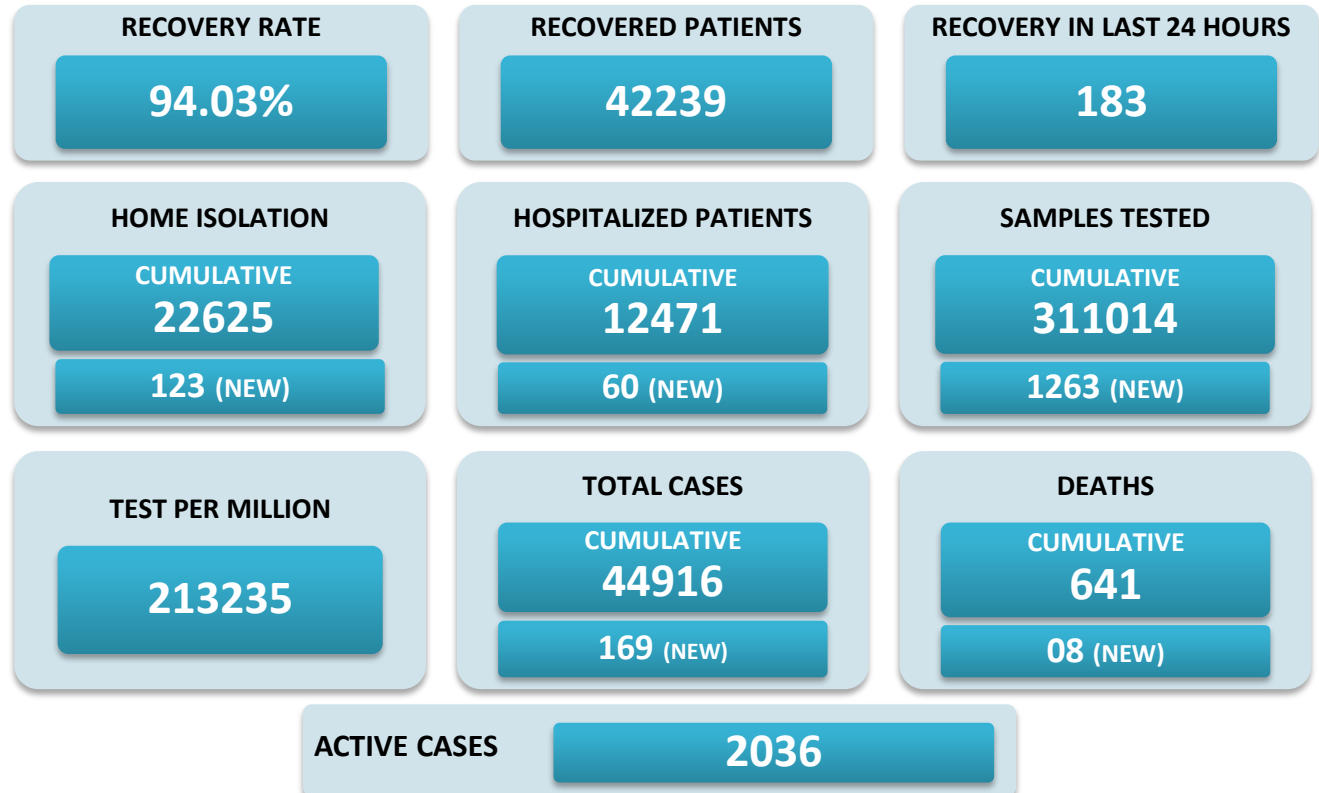 RECOVERY RATE
94.03%
RECOVERED PATIENTS
42239
RECOVERY IN LAST 24 HOURS
183
HOME ISOLATION
CUMULATIVE
22625
123 (NEW)
HOSPITALIZED PATIENTS
CUMULATIVE
12471
60 (NEW)
SAMPLES TESTED
CUMULATIVE
311014
1263 (NEW)
TEST PER MILLION
213235
TOTAL CASES
CUMULATIVE
44916
169 (NEW)
DEATHS
CUMULATIVE
641
08 (NEW)
ACTIVE CASES
2036